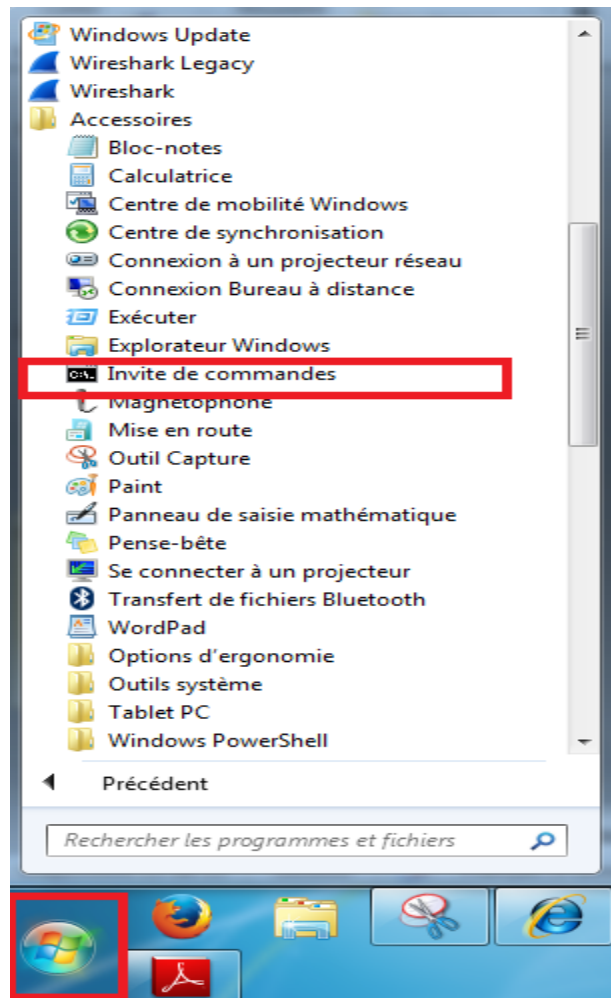 Windows Update
Wireshark Legacy
Wireshark
Accessoires
Bloc-notes
Calculatrice
Centre de mobilité Windows
Centre de synchronisation
Connexion à un projecteur réseau
Connexion Bureau à distance
Exécuter
Explorateur Windows
C:\_ Invite de commandes
Magnétophone
Mise en route
Outil Capture
Paint
Panneau de saisie mathématique
Pense-bête
Se connecter à un projecteur
Transfert de fichiers Bluetooth
WordPad
Options d'ergonomie
Outils système
Tablet PC
Windows PowerShell
Précédent
Rechercher les programmes et fichiers